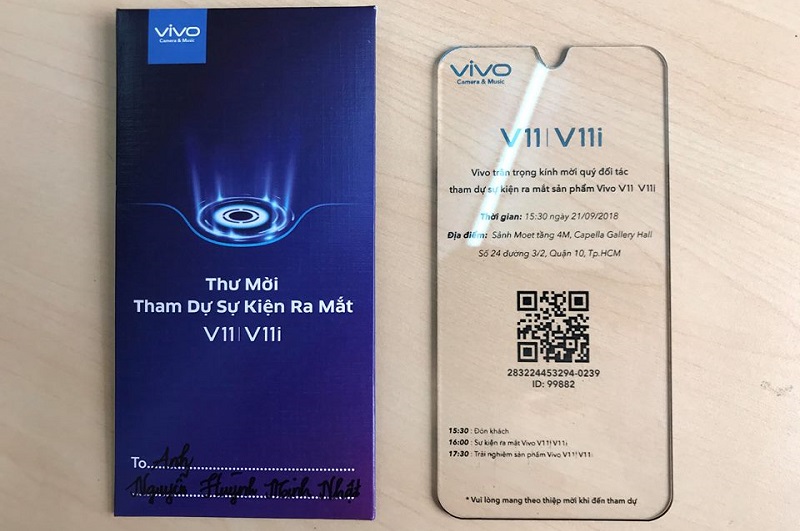 vivo
Camera & Music
Thư Mời
Tham Dự Sự Kiện Ra Mắt
V11 | V11i
To Anh
Nguyễn Huỳnh Minh Nhật
vivo
Camera & Music
V11 | V11i
Vivo trân trọng kính mời quý đối tác
tham dự sự kiện ra mắt sản phẩm Vivo V11 V11i
Thời gian: 15:30 ngày 21/09/2018
Địa điểm: Sảnh Moet tầng 4M, Capella Gallery Hall
Số 24 đường 3/2, Quận 10, Tp.HCM
283224453294-0239
ID: 99882
15:30 : Đón khách
16:00 : Sự kiện ra mắt Vivo V11 | V11i
17:30 : Trải nghiệm sản phẩm Vivo V11 | V11i
* Vui lòng mang theo thiệp mời khi đến tham dự